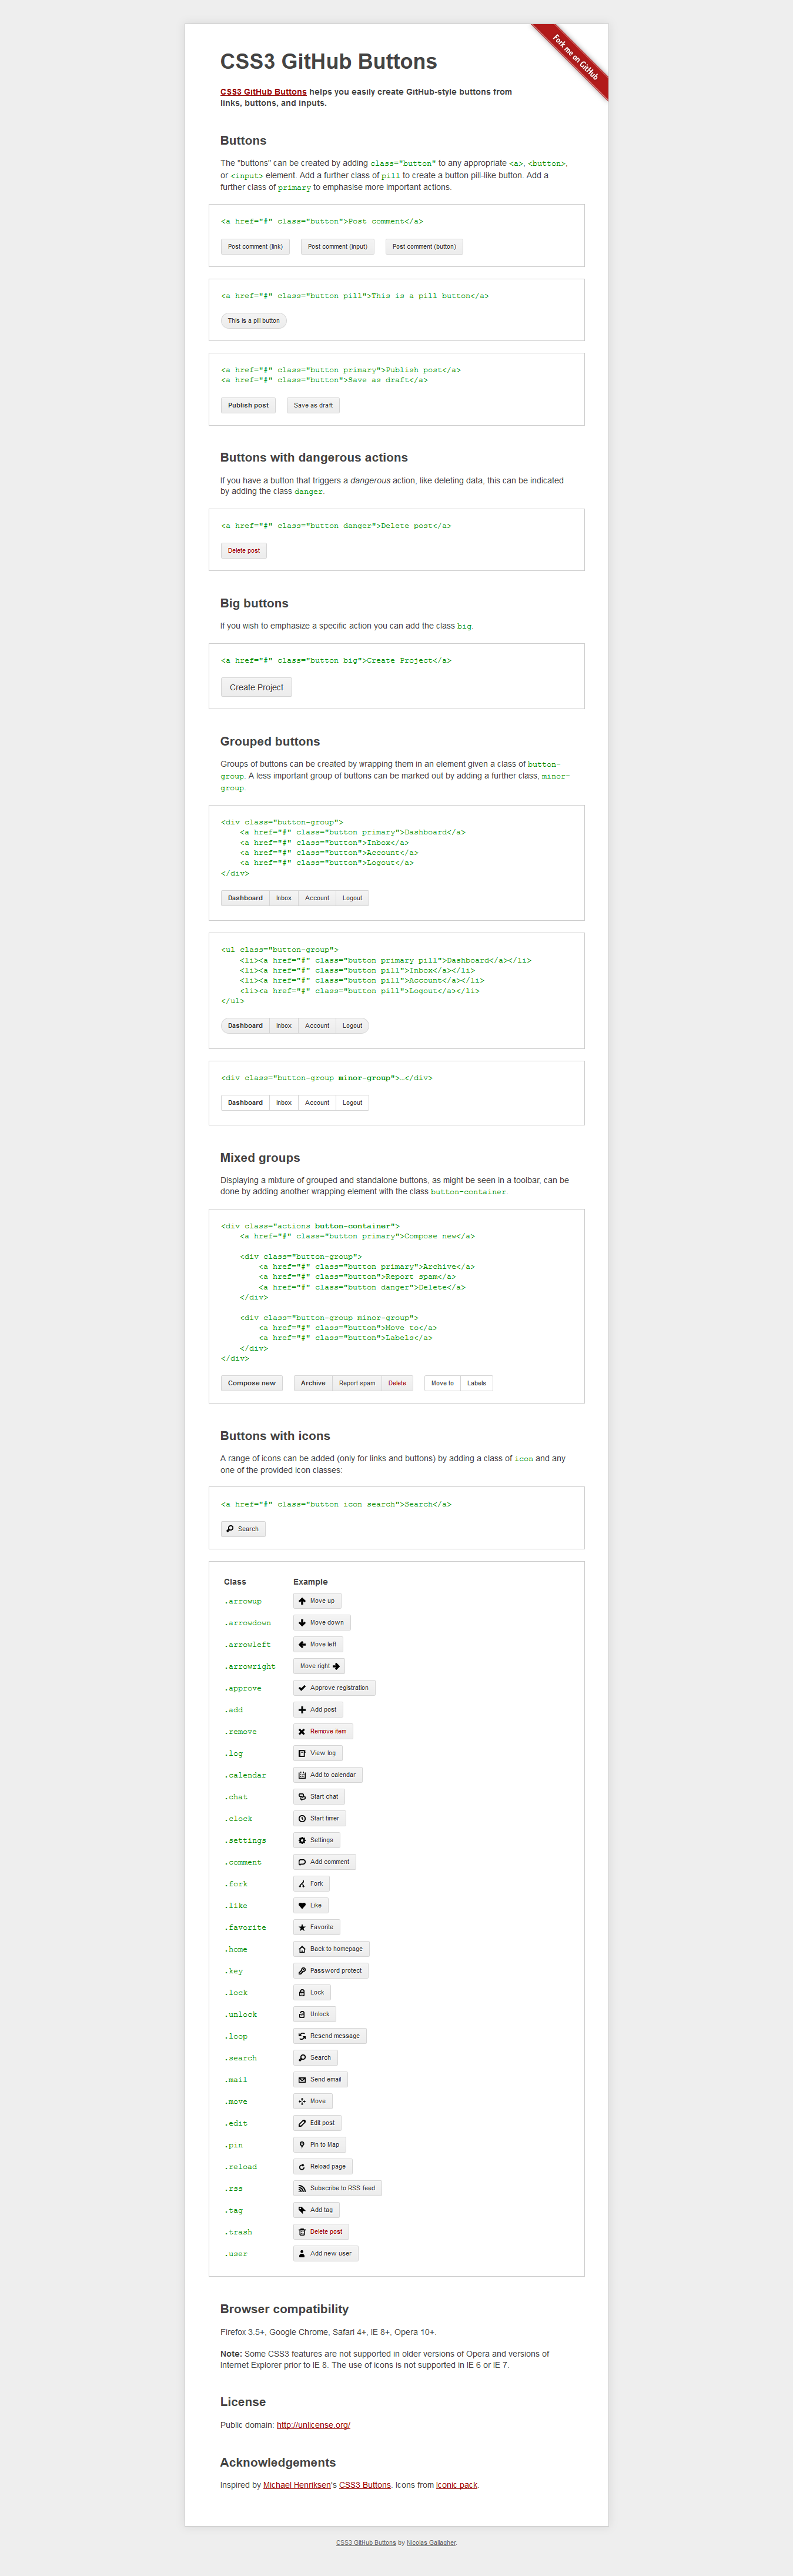 Fork me on GitHub
CSS3 GitHub Buttons
CSS3 GitHub Buttons helps you easily create GitHub-style buttons from
links, buttons, and inputs.
Buttons
The "buttons" can be created by adding class="button" to any appropriate <a>, <button>,
or <input> element. Add a further class of pill to create a button pill-like button. Add a
further class of primary to emphasise more important actions.
<a href="#" class="button">Post comment</a>
Post comment (link) Post comment (input) Post comment (button)
<a href="#" class="button pill">This is a pill button</a>
This is a pill button
<a href="#" class="button primary">Publish post</a>
<a href="#" class="button">Save as draft</a>
Publish post Save as draft
Buttons with dangerous actions
If you have a button that triggers a dangerous action, like deleting data, this can be indicated
by adding the class danger.
<a href="#" class="button danger">Delete post</a>
Delete post
Big buttons
If you wish to emphasize a specific action you can add the class big.
<a href="#" class="button big">Create Project</a>
Create Project
Grouped buttons
Groups of buttons can be created by wrapping them in an element given a class of button-
group. A less important group of buttons can be marked out by adding a further class, minor-
group.
<div class="button-group">
<a href="#" class="button primary">Dashboard</a>
<a href="#" class="button">Inbox</a>
<a href="#" class="button">Account</a>
<a href="#" class="button">Logout</a>
</div>
Dashboard Inbox Account Logout
<ul class="button-group">
<li><a href="#" class="button primary pill">Dashboard</a></li>
<li><a href="#" class="button pill">Inbox</a></li>
<li><a href="#" class="button pill">Account</a></li>
<li><a href="#" class="button pill">Logout</a></li>
</ul>
Dashboard Inbox Account Logout
<div class="button-group minor-group">…</div>
Dashboard Inbox Account Logout
Mixed groups
Displaying a mixture of grouped and standalone buttons, as might be seen in a toolbar, can be
done by adding another wrapping element with the class button-container.
<div class="actions button-container">
<a href="#" class="button primary">Compose new</a>
<div class="button-group">
<a href="#" class="button primary">Archive</a>
<a href="#" class="button">Report spam</a>
<a href="#" class="button danger">Delete</a>
</div>
<div class="button-group minor-group">
<a href="#" class="button">Move to</a>
<a href="#" class="button">Labels</a>
</div>
</div>
Compose new Archive Report spam Delete Move to Labels
Buttons with icons
A range of icons can be added (only for links and buttons) by adding a class of icon and any
one of the provided icon classes:
<a href="#" class="button icon search">Search</a>
Search
Class Example
.arrowup Move up
.arrowdown Move down
.arrowleft Move left
.arrowright Move right
.approve Approve registration
.add Add post
.remove Remove item
.log View log
.calendar Add to calendar
.chat Start chat
.clock Start timer
.settings Settings
.comment Add comment
.fork Fork
.like Like
.favorite Favorite
.home Back to homepage
.key Password protect
.lock Lock
.unlock Unlock
.loop Resend message
.search Search
.mail Send email
.move Move
.edit Edit post
.pin Pin to Map
.reload Reload page
.rss Subscribe to RSS feed
.tag Add tag
.trash Delete post
.user Add new user
Browser compatibility
Firefox 3.5+, Google Chrome, Safari 4+, IE 8+, Opera 10+.
Note: Some CSS3 features are not supported in older versions of Opera and versions of
Internet Explorer prior to IE 8. The use of icons is not supported in IE 6 or IE 7.
License
Public domain: http://unlicense.org/
Acknowledgements
Inspired by Michael Henriksen's CSS3 Buttons. Icons from Iconic pack.
CSS3 GitHub Buttons by Nicolas Gallagher.